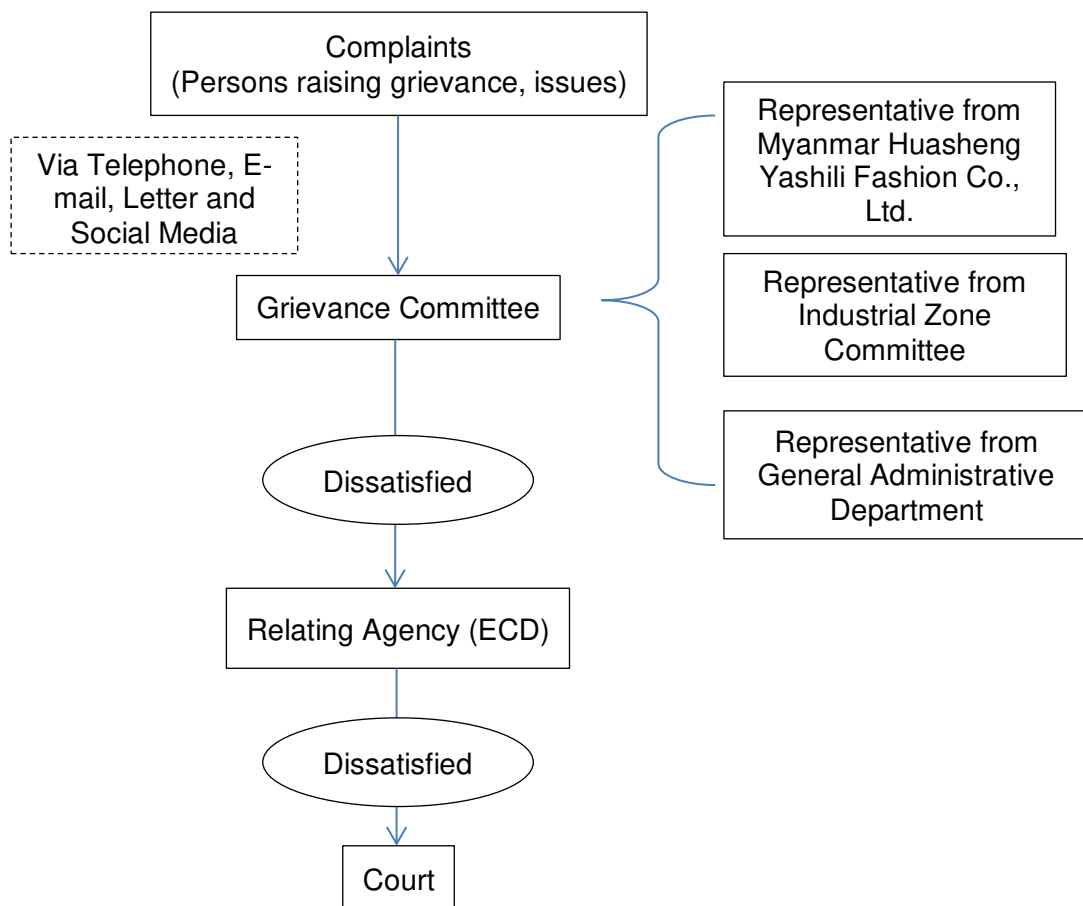 Complaints
(Persons raising grievance, issues)
Via Telephone, E-
mail, Letter and
Social Media
Grievance Committee
Representative from
Myanmar Huasheng
Yashili Fashion Co.,
Ltd.
Representative from
Industrial Zone
Committee
Representative from
General Administrative
Department
Dissatisfied
Relating Agency (ECD)
Dissatisfied
Court